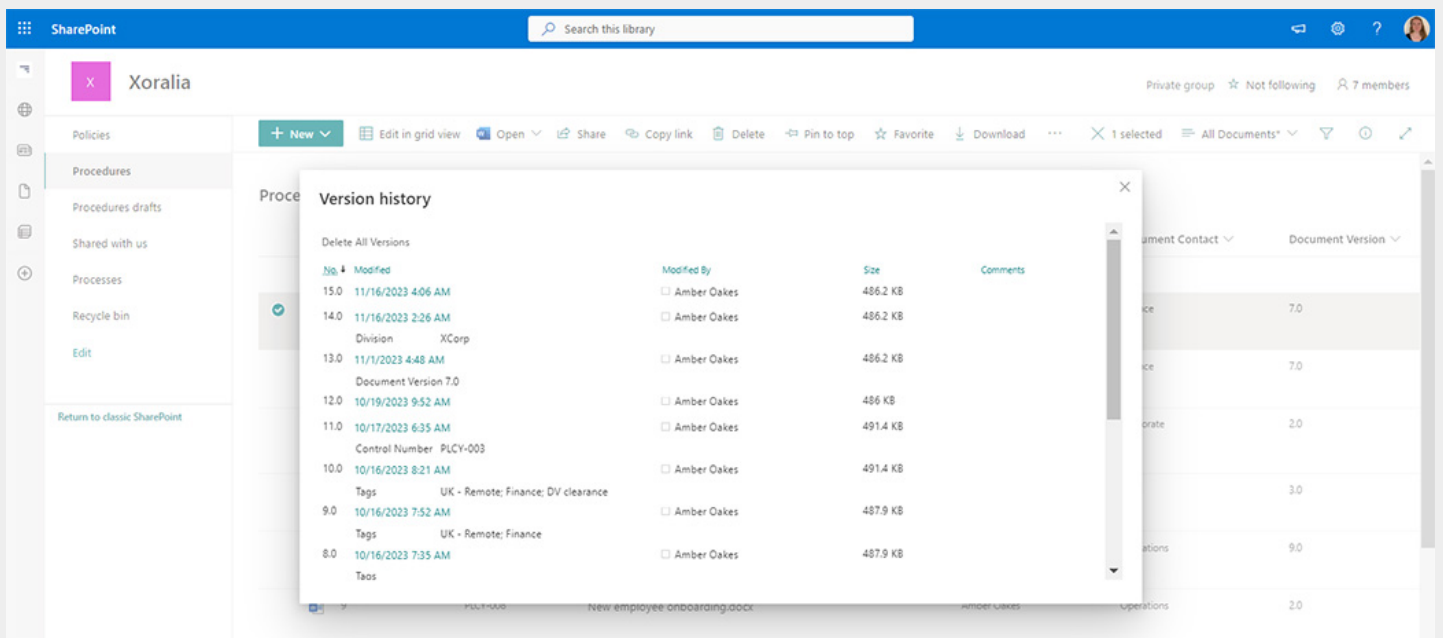 SharePoint
Search this library
?
X
Xoralia
Private group Not following 7 members
+ New Edit in grid view Open Share Copy link Delete Pin to top Favorite Download ... 1 selected All Documents*
Policies
Procedures
Procedures drafts
Shared with us
Processes
Recycle bin
Edit
Return to classic SharePoint
Proce
ument Contact Document Version
Version history
Delete All Versions
No. Modified Modified By Size Comments
15.0 11/16/2023 4:06 AM Amber Oakes 486.2 KB
14.0 11/16/2023 2:26 AM Amber Oakes 486.2 KB
Division XCorp
13.0 11/1/2023 4:48 AM Amber Oakes 486.2 KB
Document Version 7.0
12.0 10/19/2023 9:52 AM Amber Oakes 486 KB
11.0 10/17/2023 6:35 AM Amber Oakes 491.4 KB
Control Number PLCY-003
10.0 10/16/2023 8:21 AM Amber Oakes 491.4 KB
Tags UK - Remote; Finance; DV clearance
9.0 10/16/2023 7:52 AM Amber Oakes 487.9 KB
Tags UK - Remote; Finance
8.0 10/16/2023 7:35 AM Amber Oakes 487.9 KB
Tags
ce 7.0
ce 7.0
orate 2.0
3.0
ations 9.0
9 PLCY-008 New employee onboarding.docx Amber Oakes Operations 2.0